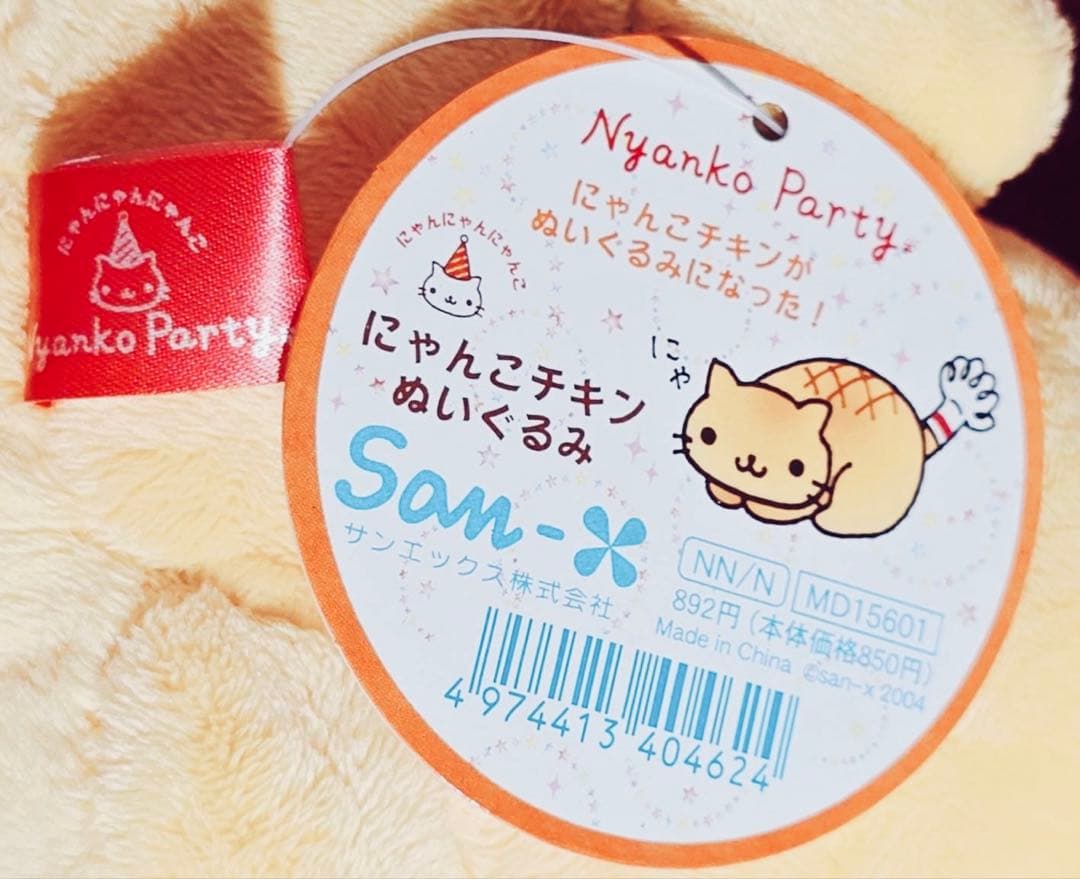 にゃんにゃんにゃんこ
Nyanko Party
Nyanko Party
にゃんこチキンが
ぬいぐるみになった！
にゃんにゃんにゃんこ
にゃんこチキン
ぬいぐるみ
にゃ
San-X
サンエックス株式会社
NN/N MD15601
892円(本体価格850円)
Made in China ©san-x 2004
4 974413 404624